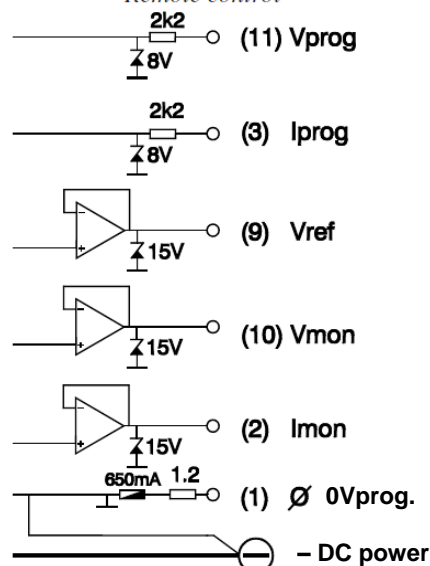 Remote control
2k2
(11) Vprog
8V
2k2
(3) Iprog
8V
-
+
(9) Vref
15V
-
+
(10) Vmon
15V
-
+
(2) Imon
15V
650mA 1.2
(1) Ø 0Vprog.
– DC power